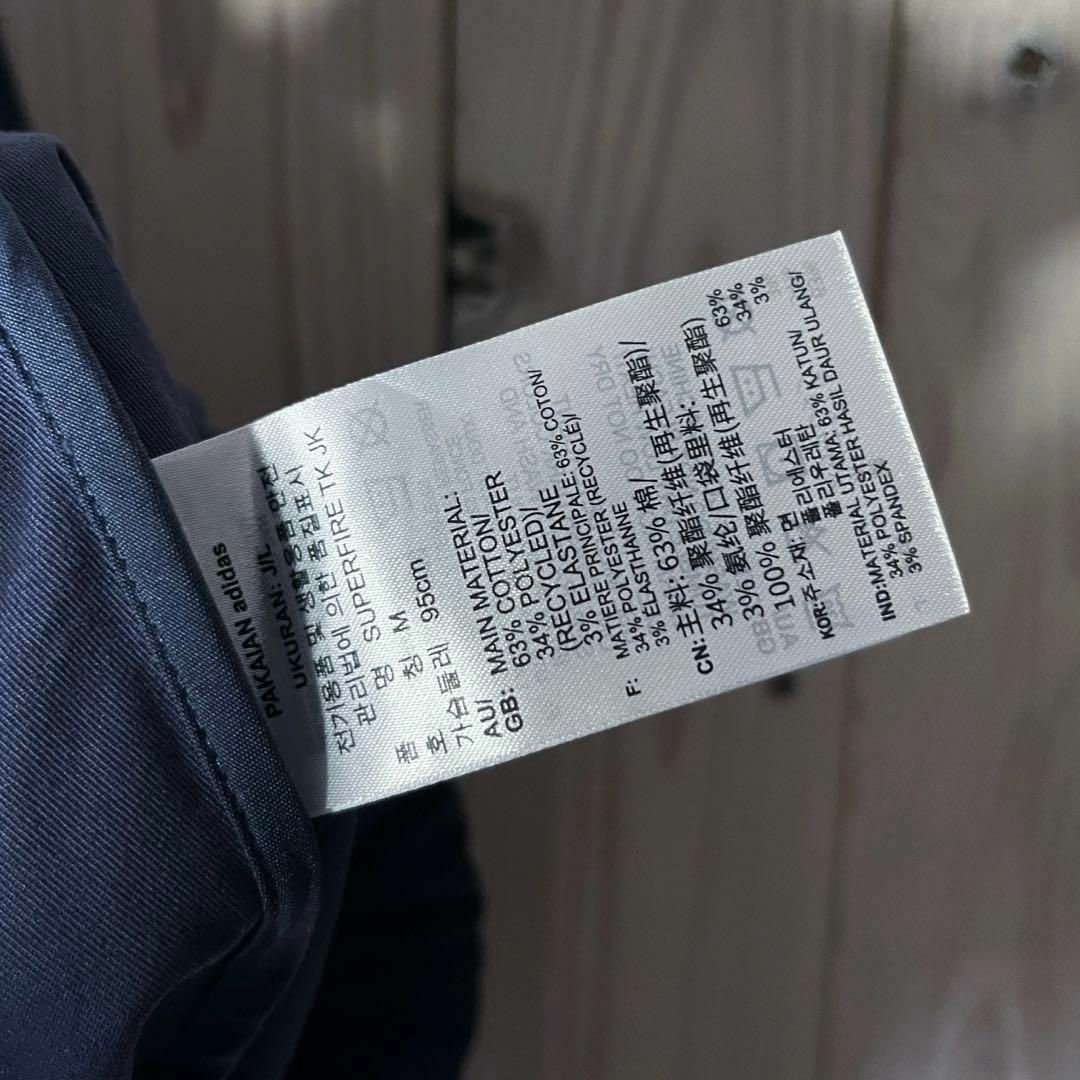 PAKAIAN adidas
UKURAN: J/L
전기용품 및 생활용품 안전
관리법에 의한 품질표시
품 명 SUPERFIRE TK JK
호 칭 M
가슴둘레 95cm
AU/
GB: MAIN MATERIAL:
MAIN MATON/
63% COTTON/
34% POLYESTER
(RECYCLED)/
3% ELASTANE
F: MATIERE PRINCIPALE: 63% COTON/
34% POLYESTER (RECYCLÉ)/
3% ELASTHANNE
CN:主料: 63% 棉/
34% 聚酯纤维(再生聚酯)/
3% 氨纶口袋里料:
100% 聚酯纤维(再生聚酯)
KOR:주소재: 면 63%
폴리에스터 34%
폴리우레탄 3%
IND:MATERIAL UTAMA: 63% KATUN/
34% POLYESTER HASIL DAUR ULANG/
3% SPANDEX